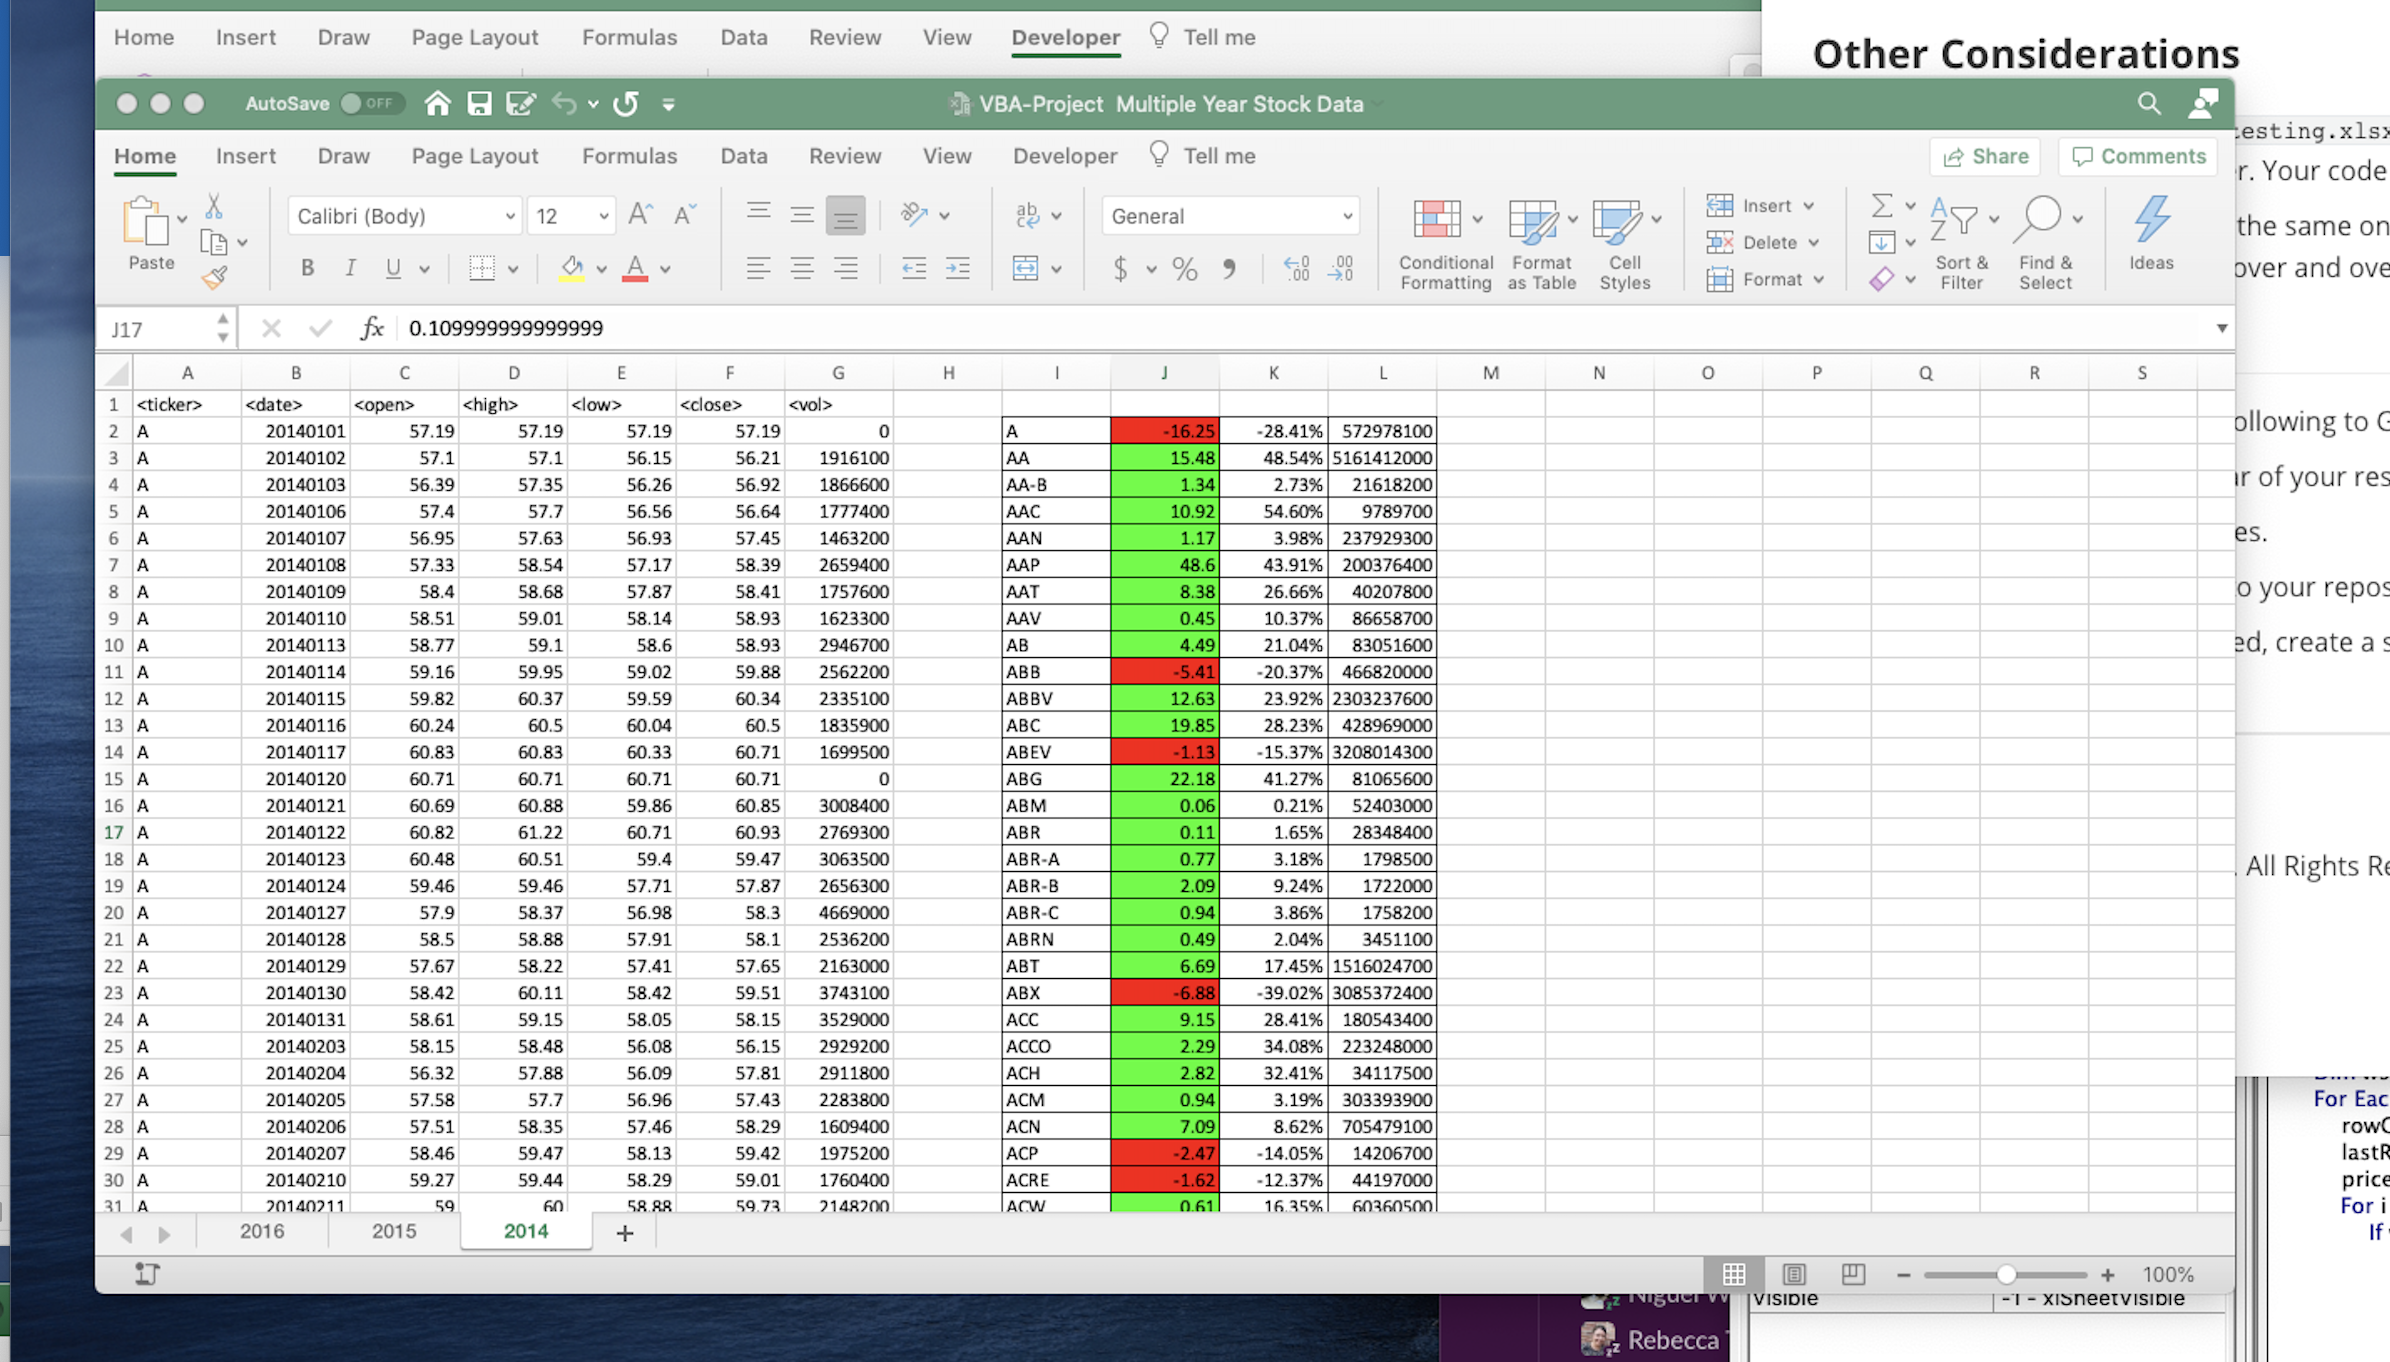 Home Insert Draw Page Layout Formulas Data Review View Developer Tell me
Other Considerations
AutoSave OFF VBA-Project Multiple Year Stock Data
esting.xlsx
Home Insert Draw Page Layout Formulas Data Review View Developer Tell me Share Comments
r. Your code
Calibri (Body) 12 General Insert
Delete
the same on
Paste Conditional Formatting Format as Table Cell Styles Format Sort & Filter Find & Select Ideas
over and ove
J17 fx 0.109999999999999
A B C D E F G H I J K L M N O P Q R S
1 <ticker> <date> <open> <high> <low> <close> <vol>
2 A 20140101 57.19 57.19 57.19 57.19 0 A -16.25 -28.41% 572978100
ollowing to G
3 A 20140102 57.1 57.1 56.15 56.21 1916100 AA 15.48 48.54% 5161412000
4 A 20140103 56.39 57.35 56.26 56.92 1866600 AA-B 1.34 2.73% 21618200
r of your res
5 A 20140106 57.4 57.7 56.56 56.64 1777400 AAC 10.92 54.60% 9789700
6 A 20140107 56.95 57.63 56.93 57.45 1463200 AAN 1.17 3.98% 237929300
es.
7 A 20140108 57.33 58.54 57.17 58.39 2659400 AAP 48.6 43.91% 200376400
8 A 20140109 58.4 58.68 57.87 58.41 1757600 AAT 8.38 26.66% 40207800
o your repos
9 A 20140110 58.51 59.01 58.14 58.93 1623300 AAV 0.45 10.37% 86658700
10 A 20140113 58.77 59.1 58.6 58.93 2946700 AB 4.49 21.04% 83051600
ed, create a s
11 A 20140114 59.16 59.95 59.02 59.88 2562200 ABB -5.41 -20.37% 466820000
12 A 20140115 59.82 60.37 59.59 60.34 2335100 ABBV 12.63 23.92% 2303237600
13 A 20140116 60.24 60.5 60.04 60.5 1835900 ABC 19.85 28.23% 428969000
14 A 20140117 60.83 60.83 60.33 60.71 1699500 ABEV -1.13 -15.37% 3208014300
15 A 20140120 60.71 60.71 60.71 60.71 0 ABG 22.18 41.27% 81065600
16 A 20140121 60.69 60.88 59.86 60.85 3008400 ABM 0.06 0.21% 52403000
17 A 20140122 60.82 61.22 60.71 60.93 2769300 ABR 0.11 1.65% 28348400
18 A 20140123 60.48 60.51 59.4 59.47 3063500 ABR-A 0.77 3.18% 1798500
. All Rights Re
19 A 20140124 59.46 59.46 57.71 57.87 2656300 ABR-B 2.09 9.24% 1722000
20 A 20140127 57.9 58.37 56.98 58.3 4669000 ABR-C 0.94 3.86% 1758200
21 A 20140128 58.5 58.88 57.91 58.1 2536200 ABRN 0.49 2.04% 3451100
22 A 20140129 57.67 58.22 57.41 57.65 2163000 ABT 6.69 17.45% 1516024700
23 A 20140130 58.42 60.11 58.42 59.51 3743100 ABX -6.88 -39.02% 3085372400
24 A 20140131 58.61 59.15 58.05 58.15 3529000 ACC 9.15 28.41% 180543400
25 A 20140203 58.15 58.48 56.08 56.15 2929200 ACCO 2.29 34.08% 223248000
26 A 20140204 56.32 57.88 56.09 57.81 2911800 ACH 2.82 32.41% 34117500
27 A 20140205 57.58 57.7 56.96 57.43 2283800 ACM 0.94 3.19% 303393900
For Eac
28 A 20140206 57.51 58.35 57.46 58.29 1609400 ACN 7.09 8.62% 705479100
rowC
29 A 20140207 58.46 59.47 58.13 59.42 1975200 ACP -2.47 -14.05% 14206700
lastR
30 A 20140210 59.27 59.44 58.29 59.01 1760400 ACRE -1.62 -12.37% 44197000
price
31 A 20140211 59 60 58.88 59.73 2148200 ACW 0.61 16.35% 60360500
For i
2016 2015 2014
If
100%
Visible -1 - xlSheetVisible
Rebecca